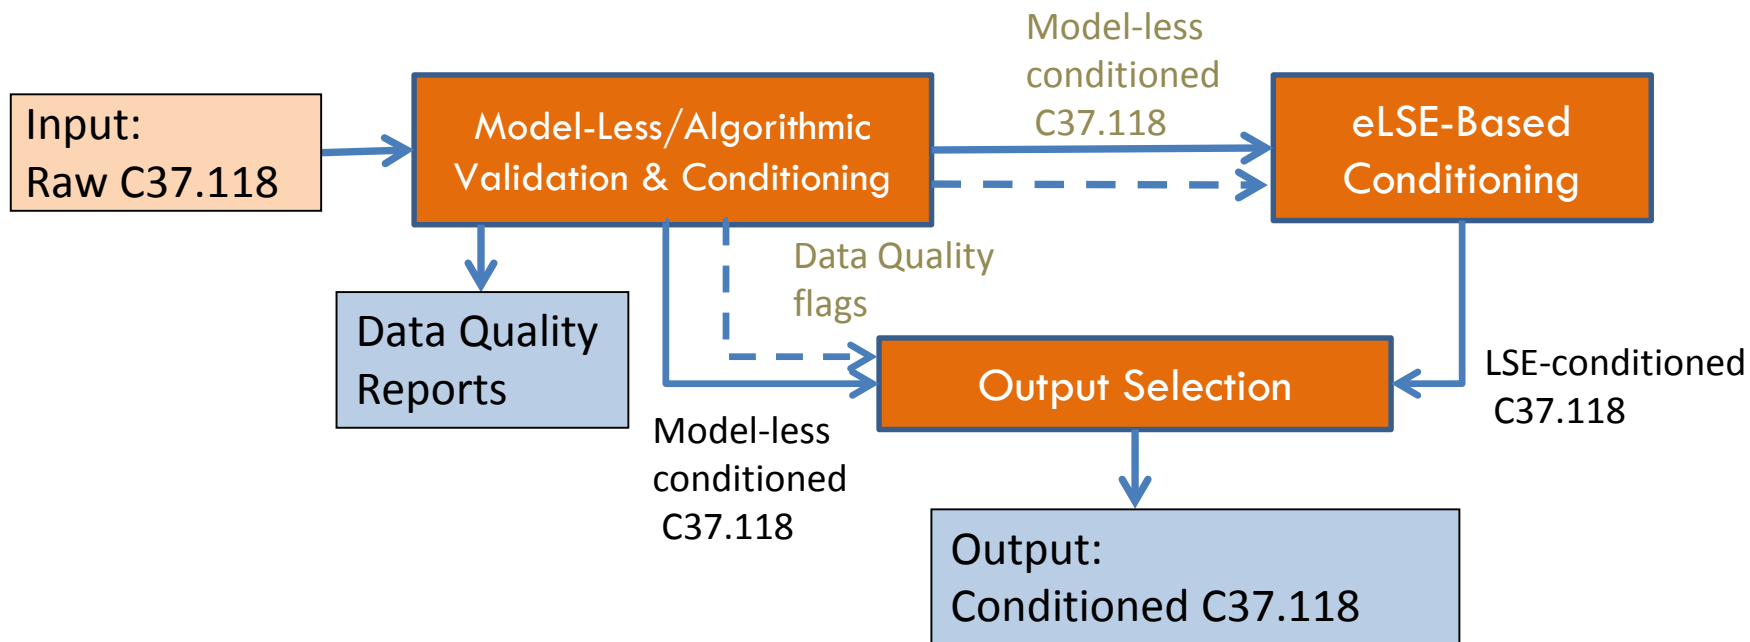 Input:
Raw C37.118
Model-Less/Algorithmic
Validation & Conditioning
Model-less
conditioned
C37.118
eLSE-Based
Conditioning
Data Quality
flags
Data Quality
Reports
Output Selection
LSE-conditioned
C37.118
Model-less
conditioned
C37.118
Output:
Conditioned C37.118